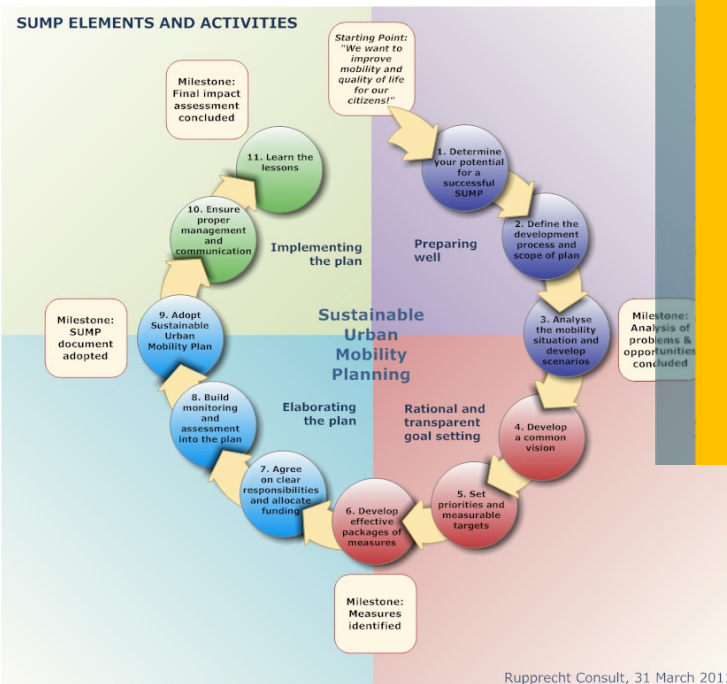 SUMP ELEMENTS AND ACTIVITIES
Starting Point:
"We want to
improve
mobility and
quality of life
for our
citizens!"
Milestone:
Final impact
assessment
concluded
1. Determine
your potential
for a
successful
SUMP
2. Define the
development
process and
scope of plan
3. Analyse
the mobility
situation and
develop
scenarios
Milestone:
Analysis of
problems &
opportunities
concluded
4. Develop
a common
vision
5. Set
priorities and
measurable
targets
6. Develop
effective
packages of
measures
Milestone:
Measures
identified
7. Agree
on clear
responsibilities
and allocate
funding
8. Build
monitoring
and
assessment
into the plan
9. Adopt
Sustainable
Urban
Mobility Plan
Milestone:
SUMP
document
adopted
10. Ensure
proper
management
and
communication
11. Learn the
lessons
Implementing
the plan
Preparing
well
Sustainable
Urban
Mobility
Planning
Elaborating
the plan
Rational and
transparent
goal setting
Rupprecht Consult, 31 March